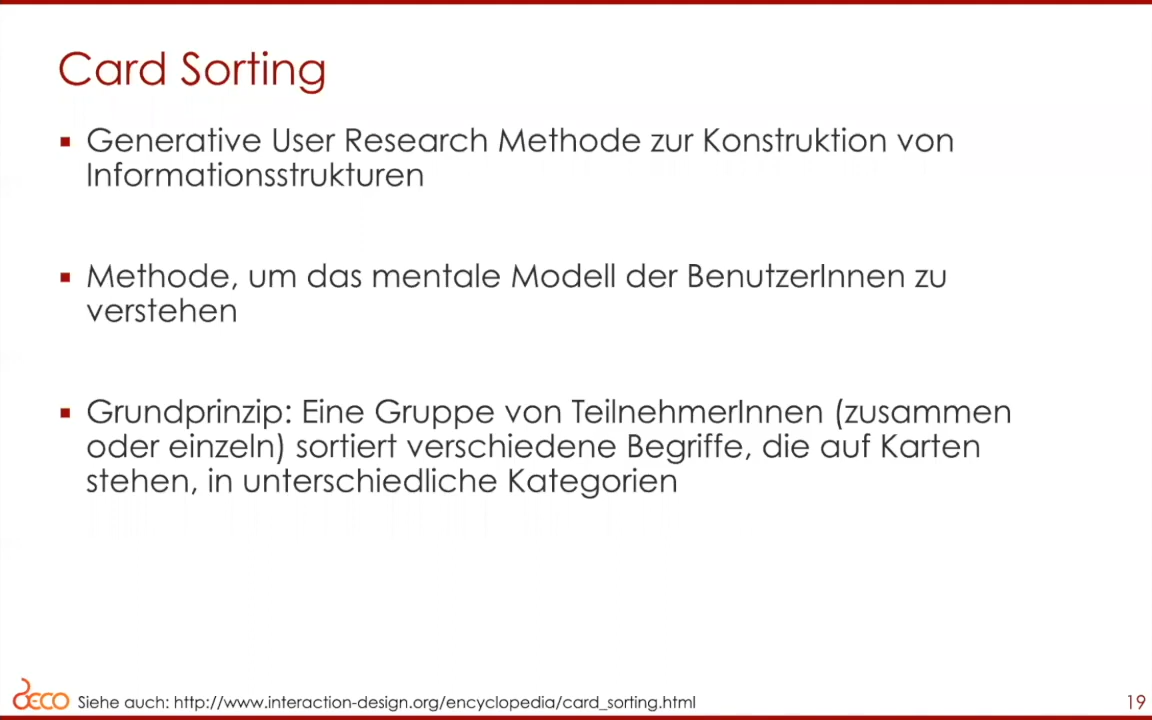 Card Sorting
Generative User Research Methode zur Konstruktion von
Informationsstrukturen
Methode, um das mentale Modell der BenutzerInnen zu
verstehen
Grundprinzip: Eine Gruppe von TeilnehmerInnen (zusammen
oder einzeln) sortiert verschiedene Begriffe, die auf Karten
stehen, in unterschiedliche Kategorien
DECO Siehe auch: http://www.interaction-design.org/encyclopedia/card_sorting.html 19